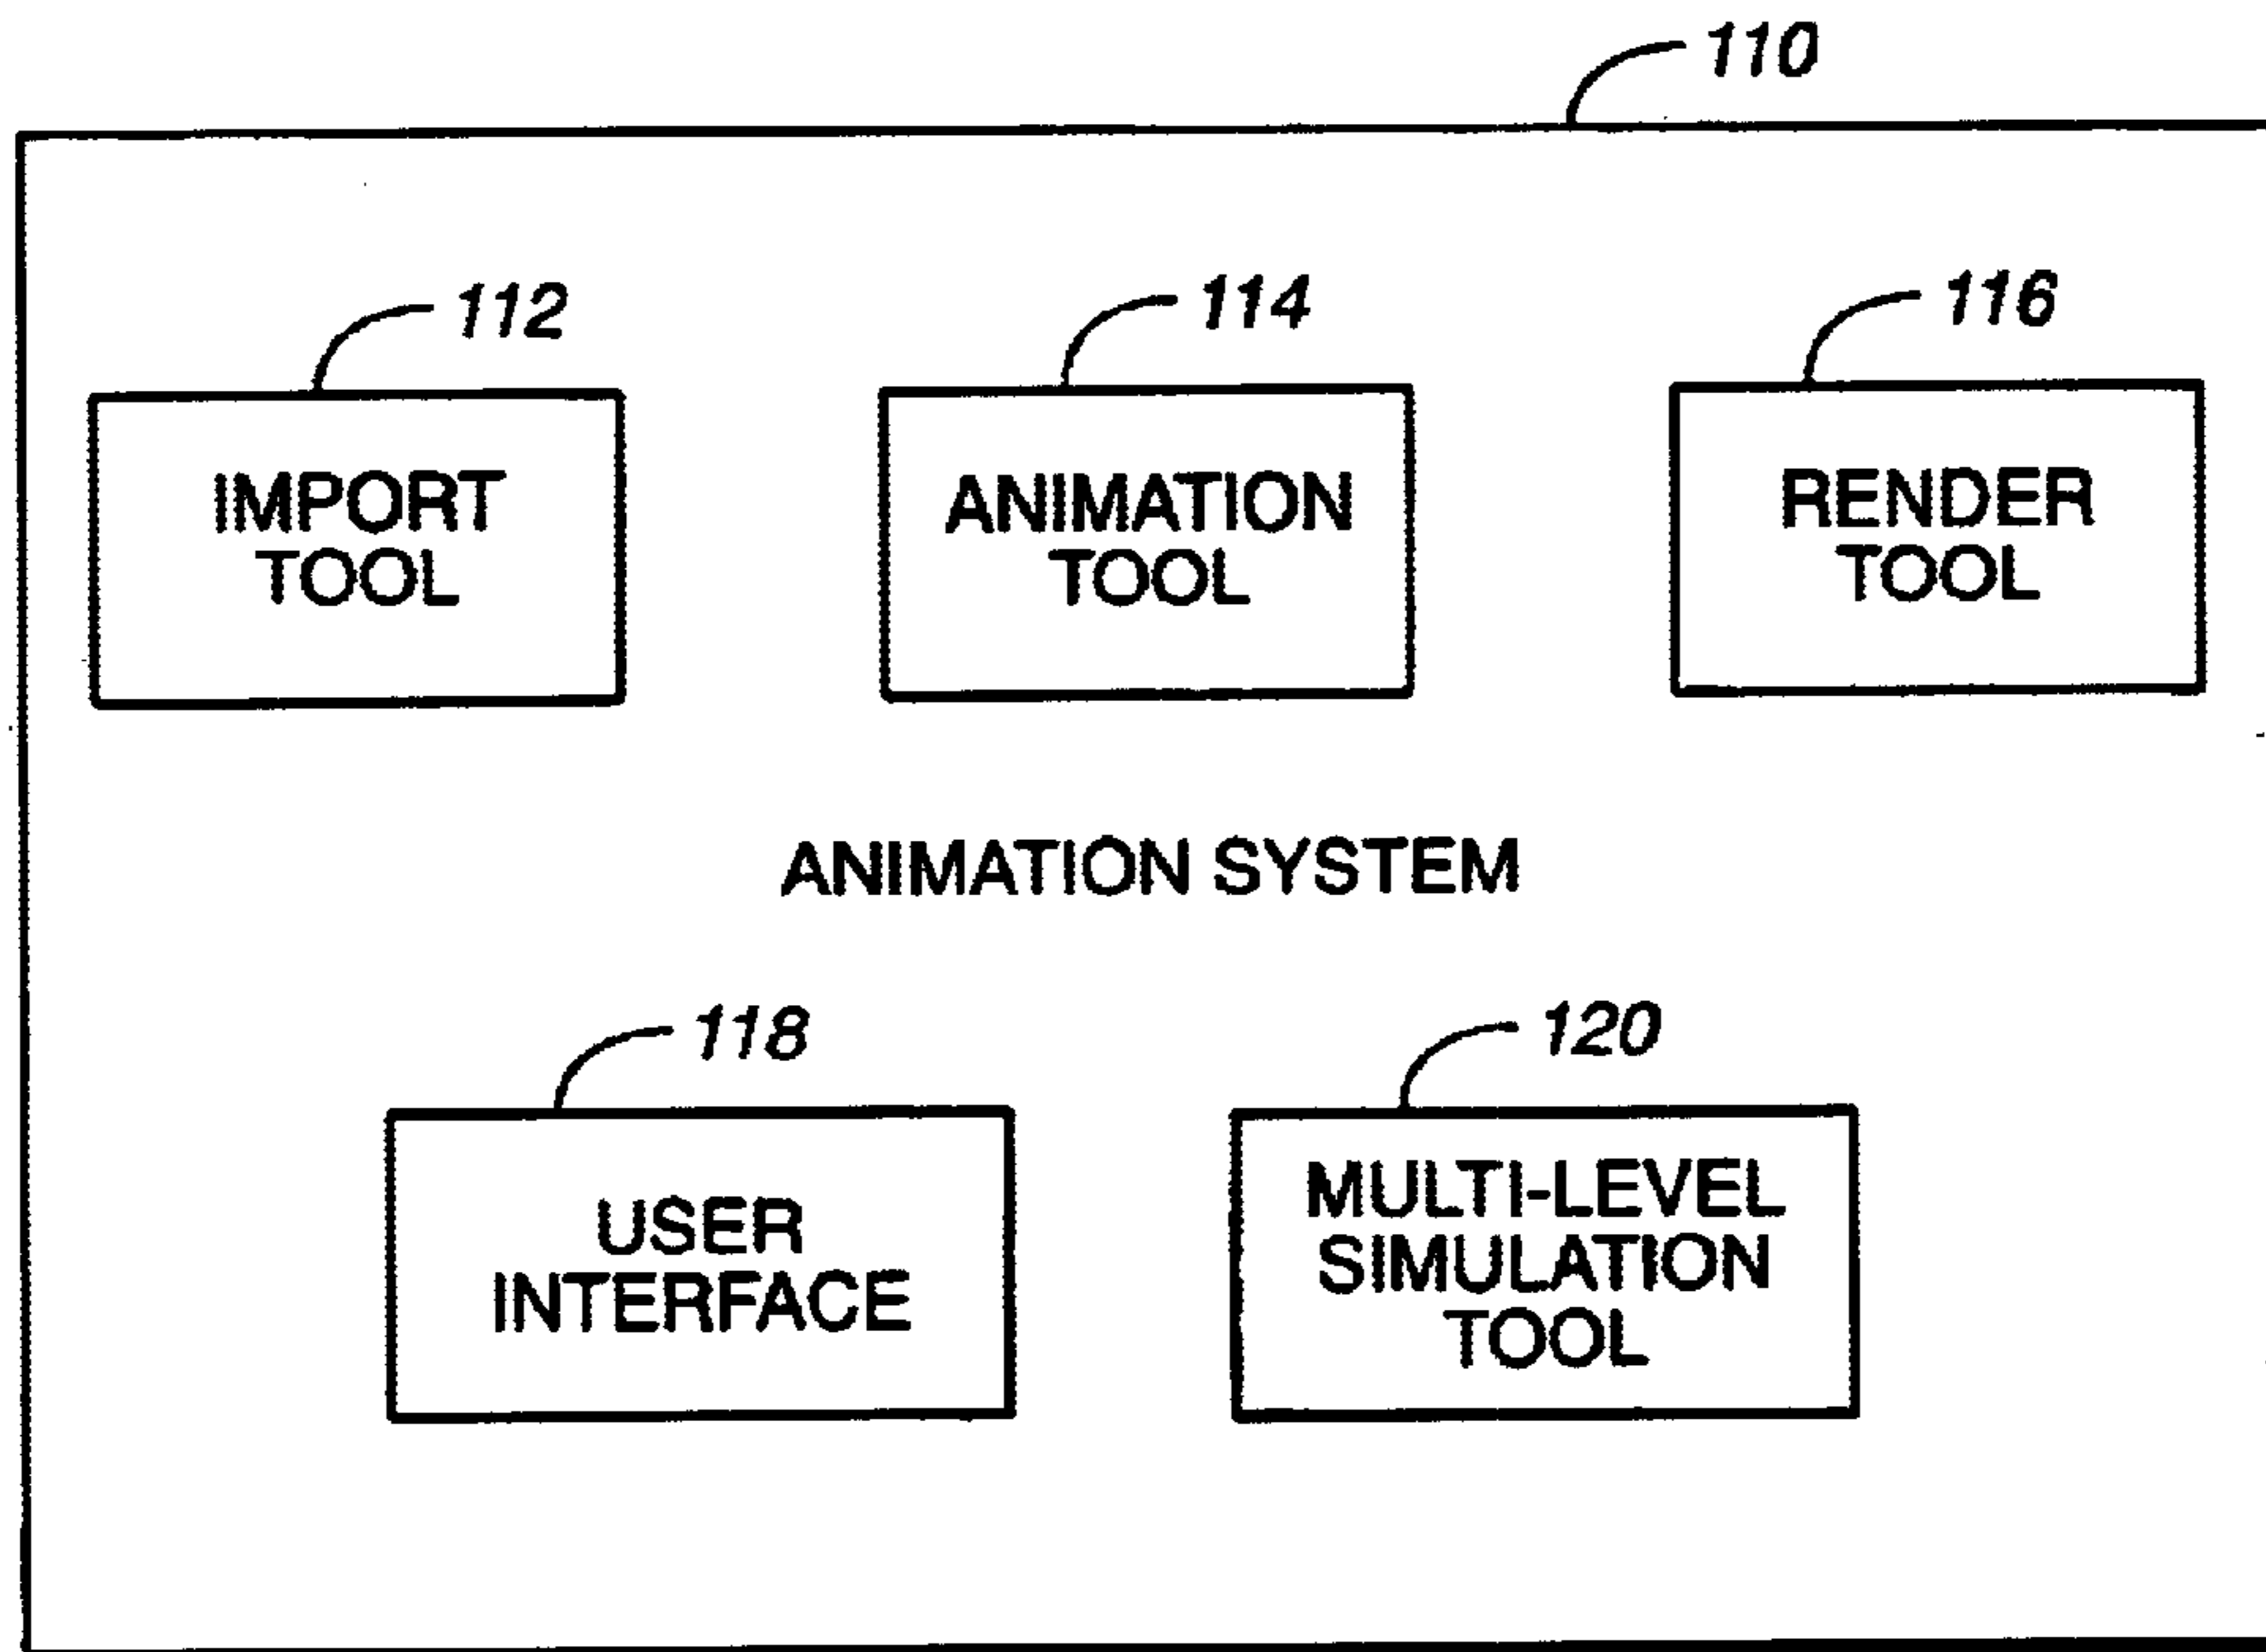 110
112
114
116
IMPORT
TOOL
ANIMATION
TOOL
RENDER
TOOL
ANIMATION SYSTEM
118
120
USER
INTERFACE
MULTI-LEVEL
SIMULATION
TOOL